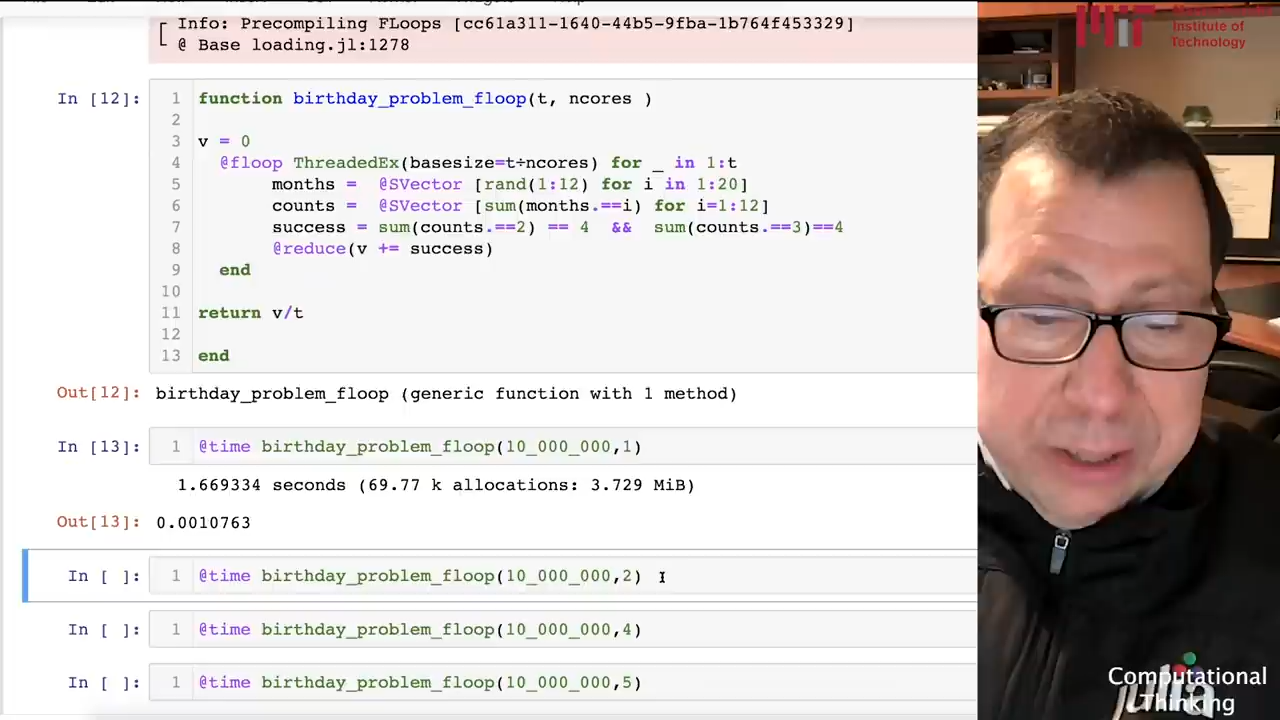 [ Info: Precompiling FLoops [cc61a311-1640-44b5-9fba-1b764f453329]
@ Base loading.jl:1278
Institute of
Technology
In [12]:
1 function birthday_problem_floop(t, ncores )
2
3 v = 0
4 @floop ThreadedEx(basesize=t÷ncores) for _ in 1:t
5 months = @SVector [rand(1:12) for i in 1:20]
6 counts = @SVector [sum(months.==i) for i=1:12]
7 success = sum(counts.==2) == 4 && sum(counts.==3)==4
8 @reduce(v += success)
9 end
10
11 return v/t
12
13 end
Out[12]: birthday_problem_floop (generic function with 1 method)
In [13]: 1 @time birthday_problem_floop(10_000_000,1)
1.669334 seconds (69.77 k allocations: 3.729 MiB)
Out[13]: 0.0010763
In [ ]: 1 @time birthday_problem_floop(10_000_000,2)
In [ ]: 1 @time birthday_problem_floop(10_000_000,4)
In [ ]: 1 @time birthday_problem_floop(10_000_000,5)
Computational
Thinking
julia